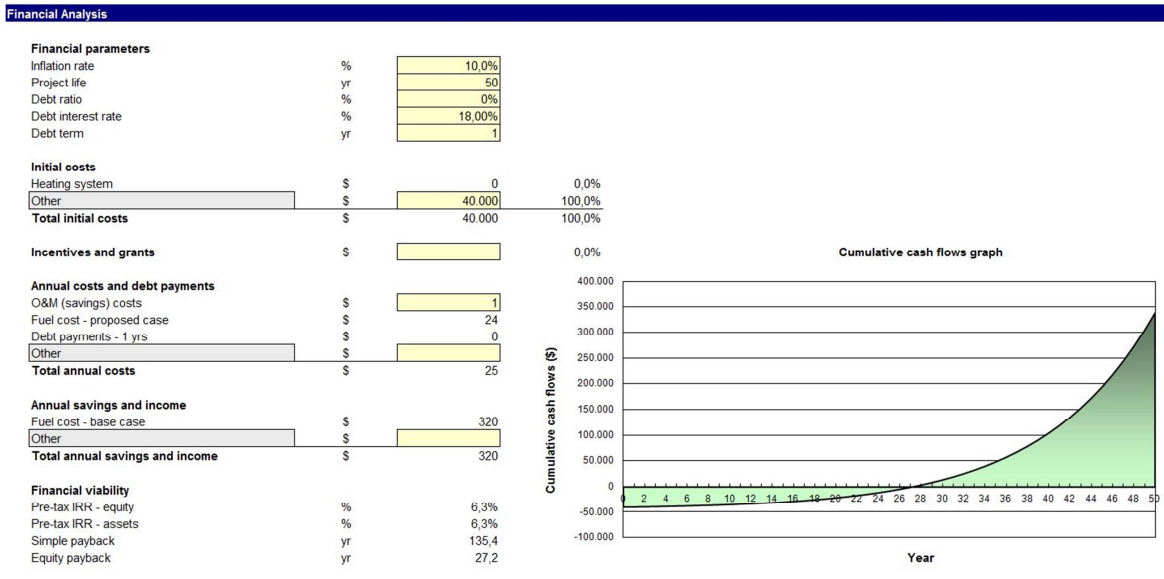 Financial Analysis
Financial parameters
Inflation rate % 10,0%
Project life yr 50
Debt ratio % 0%
Debt interest rate % 18,00%
Debt term yr 1
Initial costs
Heating system $ 0 0,0%
Other $ 40.000 100,0%
Total initial costs $ 40.000 100,0%
Incentives and grants $ 0,0%
Annual costs and debt payments
O&M (savings) costs $ 1
Fuel cost - proposed case $ 24
Debt payments - 1 yrs $ 0
Other $
Total annual costs $ 25
Annual savings and income
Fuel cost - base case $ 320
Other $
Total annual savings and income $ 320
Financial viability
Pre-tax IRR - equity % 6,3%
Pre-tax IRR - assets % 6,3%
Simple payback yr 135,4
Equity payback yr 27,2
Cumulative cash flows graph
Cumulative cash flows ($)
400.000
350.000
300.000
250.000
200.000
150.000
100.000
50.000
0
-50.000
-100.000
0 2 4 6 8 10 12 14 16 18 20 22 24 26 28 30 32 34 36 38 40 42 44 46 48 50
Year